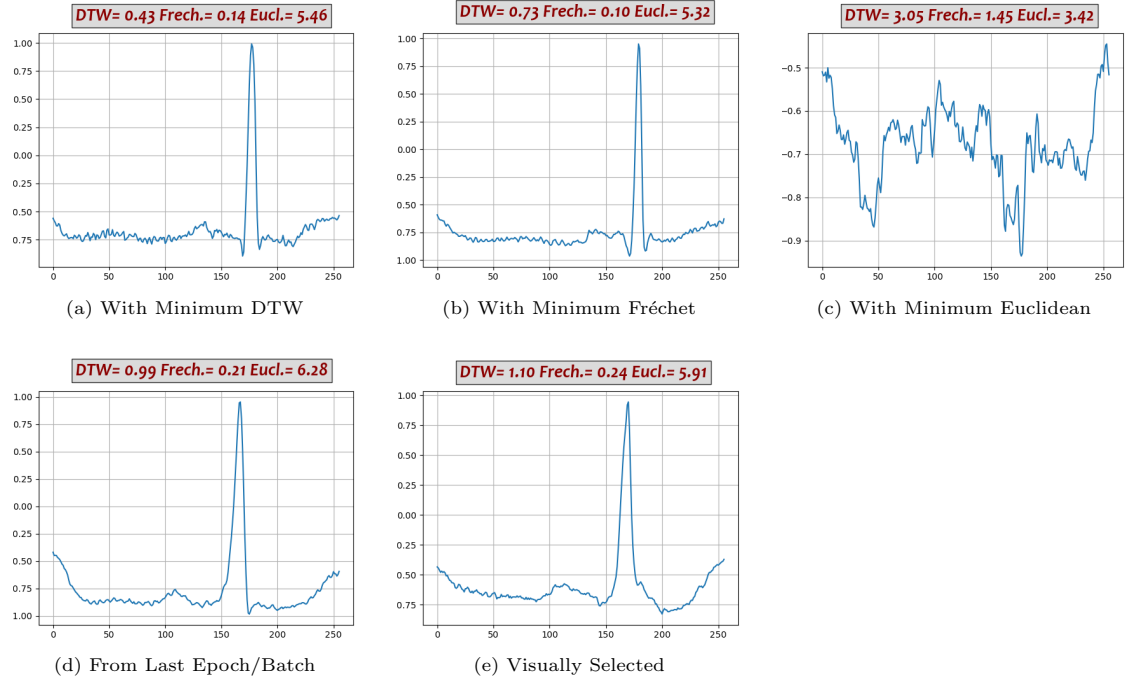 DTW= 0.43 Frech.= 0.14 Eucl.= 5.46
1.00
0.75
0.50
0.25
0.00
0.25
0.50
0.75
0 50 100 150 200 250
(a) With Minimum DTW
DTW= 0.73 Frech.= 0.10 Eucl.= 5.32
1.00
0.75
0.50
0.25
0.00
0.25
0.50
0.75
1.00
0 50 100 150 200 250
(b) With Minimum Fréchet
DTW= 3.05 Frech.= 1.45 Eucl.= 3.42
−0.5
−0.6
−0.7
−0.8
−0.9
0 50 100 150 200 250
(c) With Minimum Euclidean
DTW= 0.99 Frech.= 0.21 Eucl.= 6.28
1.00
0.75
0.50
0.25
0.00
0.25
0.50
0.75
1.00
0 50 100 150 200 250
(d) From Last Epoch/Batch
DTW= 1.10 Frech.= 0.24 Eucl.= 5.91
1.00
0.75
0.50
0.25
0.00
0.25
0.50
0.75
0 50 100 150 200 250
(e) Visually Selected